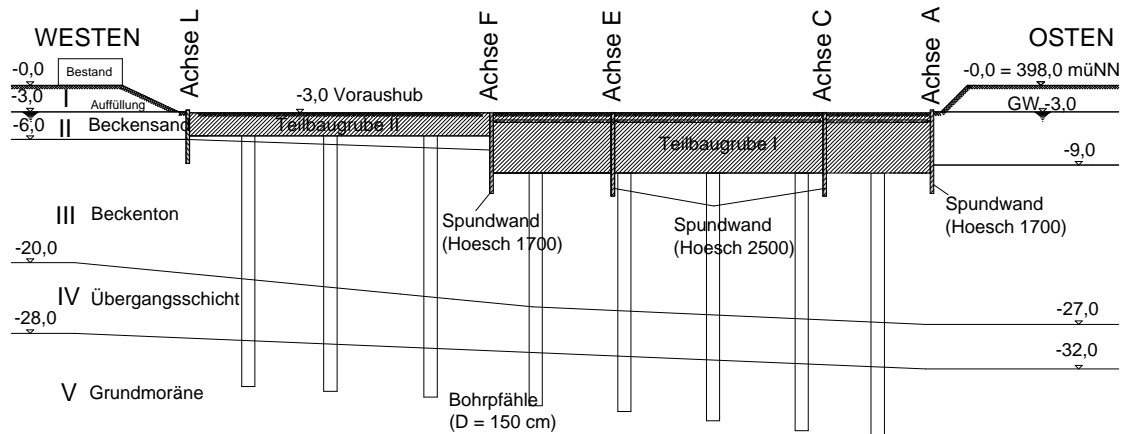 WESTEN
Achse L
Achse F
Achse E
Achse C
Achse A
OSTEN
-0,0
Bestand
-0,0 = 398,0 müNN
I
Auffüllung
-3,0
-3,0 Voraushub
GW -3,0
II Beckensand
-6,0
Teilbaugrube II
Teilbaugrube I
-9,0
III Beckenton
Spundwand
(Hoesch 1700)
Spundwand
(Hoesch 2500)
Spundwand
(Hoesch 1700)
-20,0
IV Übergangsschicht
-27,0
-28,0
-32,0
V Grundmoräne
Bohrpfähle
(D = 150 cm)